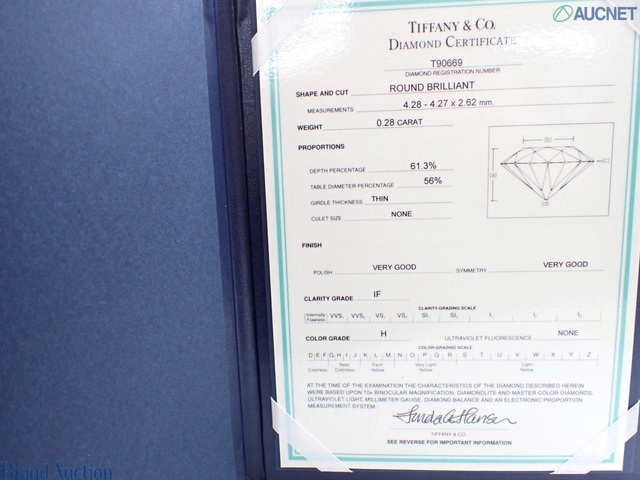 AUCNET
TIFFANY & CO.
DIAMOND CERTIFICATE
T90669
DIAMOND REGISTRATION NUMBER
SHAPE AND CUT ROUND BRILLIANT
MEASUREMENTS 4.28 - 4.27 x 2.62 mm.
WEIGHT 0.28 CARAT
PROPORTIONS
DEPTH PERCENTAGE 61.3%
TABLE DIAMETER PERCENTAGE 56%
GIRDLE THICKNESS THIN
CULET SIZE NONE
(b)
(a)
(c)
(d)
FINISH
POLISH VERY GOOD SYMMETRY VERY GOOD
CLARITY GRADE IF
CLARITY-GRADING SCALE
Internally Flawless VVS1 VVS2 VS1 VS2 SI1 SI2 I1 I2 I3
COLOR GRADE H ULTRAVIOLET FLUORESCENCE NONE
COLOR-GRADING SCALE:
D E F G H I J K L M N O P Q R S T U V W X Y Z
Colorless Near Colorless Faint Yellow Very Light Yellow Light Yellow
AT THE TIME OF THE EXAMINATION THE CHARACTERISTICS OF THE DIAMOND DESCRIBED HEREIN
WERE BASED UPON 10x BINOCULAR MAGNIFICATION, DIAMONDLITE AND MASTER COLOR DIAMONDS,
ULTRAVIOLET LIGHT, MILLIMETER GAUGE, DIAMOND BALANCE AND AN ELECTRONIC PROPORTION
MEASUREMENT SYSTEM.
TIFFANY & CO.
SEE REVERSE FOR IMPORTANT INFORMATION
Brand Auction